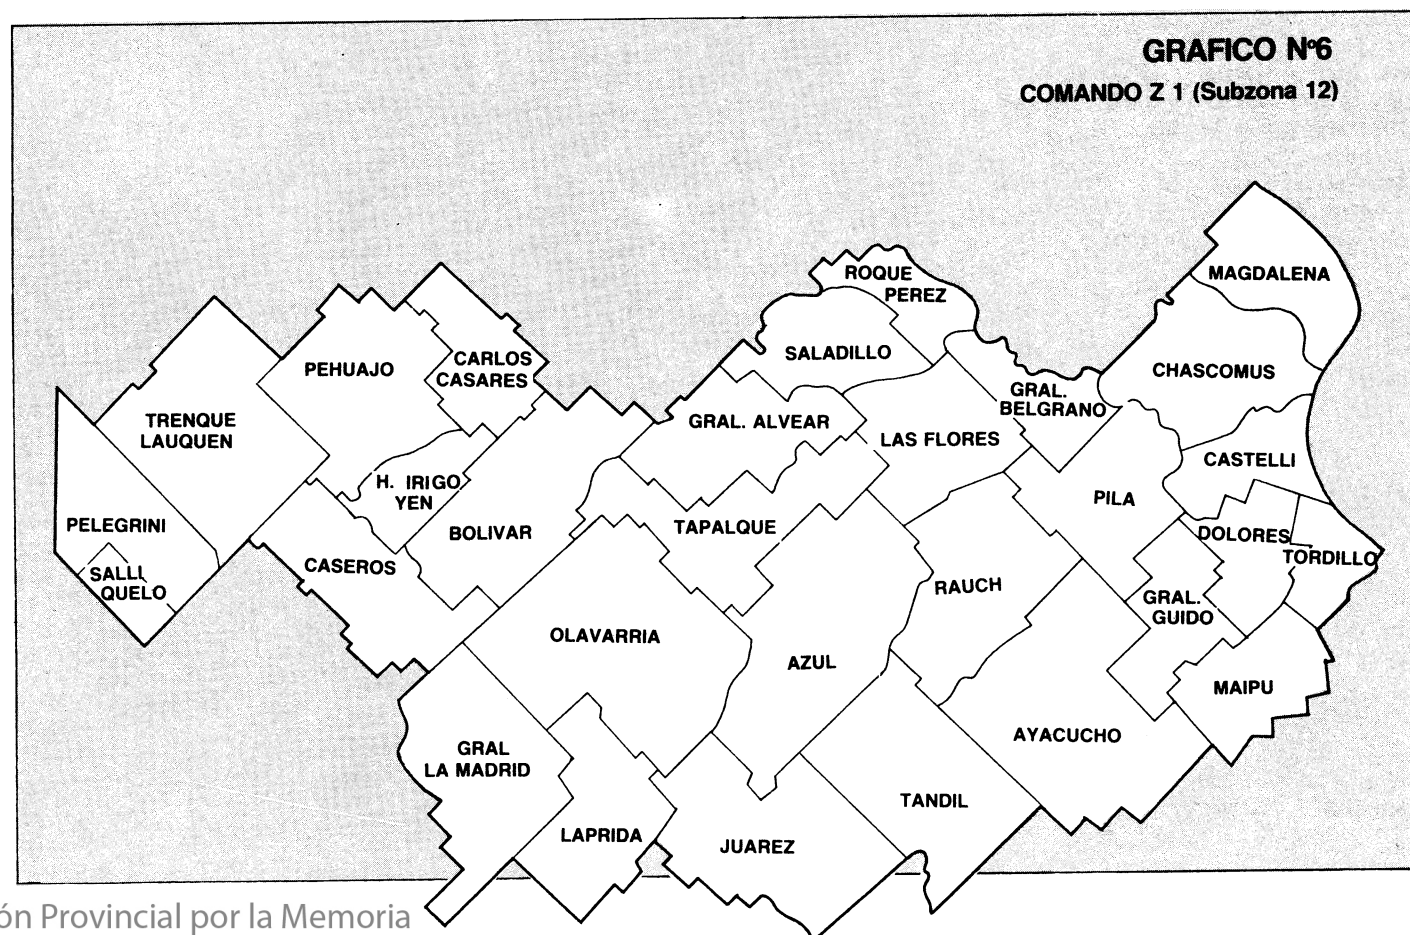 GRAFICO Nº6
COMANDO Z 1 (Subzona 12)
ROQUE
PEREZ
MAGDALENA
SALADILLO
CARLOS
CASARES
PEHUAJO
CHASCOMUS
GRAL.
BELGRANO
TRENQUE
LAUQUEN
GRAL. ALVEAR
LAS FLORES
CASTELLI
H. IRIGO
YEN
PILA
PELEGRINI
BOLIVAR
TAPALQUE
DOLORES
TORDILLO
SALLI
QUELO
CASEROS
RAUCH
GRAL.
GUIDO
OLAVARRIA
AZUL
MAIPU
AYACUCHO
GRAL
LA MADRID
TANDIL
LAPRIDA
JUAREZ
ón Provincial por la Memoria